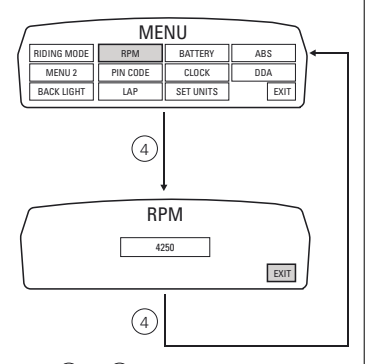 MENU
RIDING MODE RPM BATTERY ABS
MENU 2 PIN CODE CLOCK DDA
BACK LIGHT LAP SET UNITS EXIT
4
RPM
4250
EXIT
4